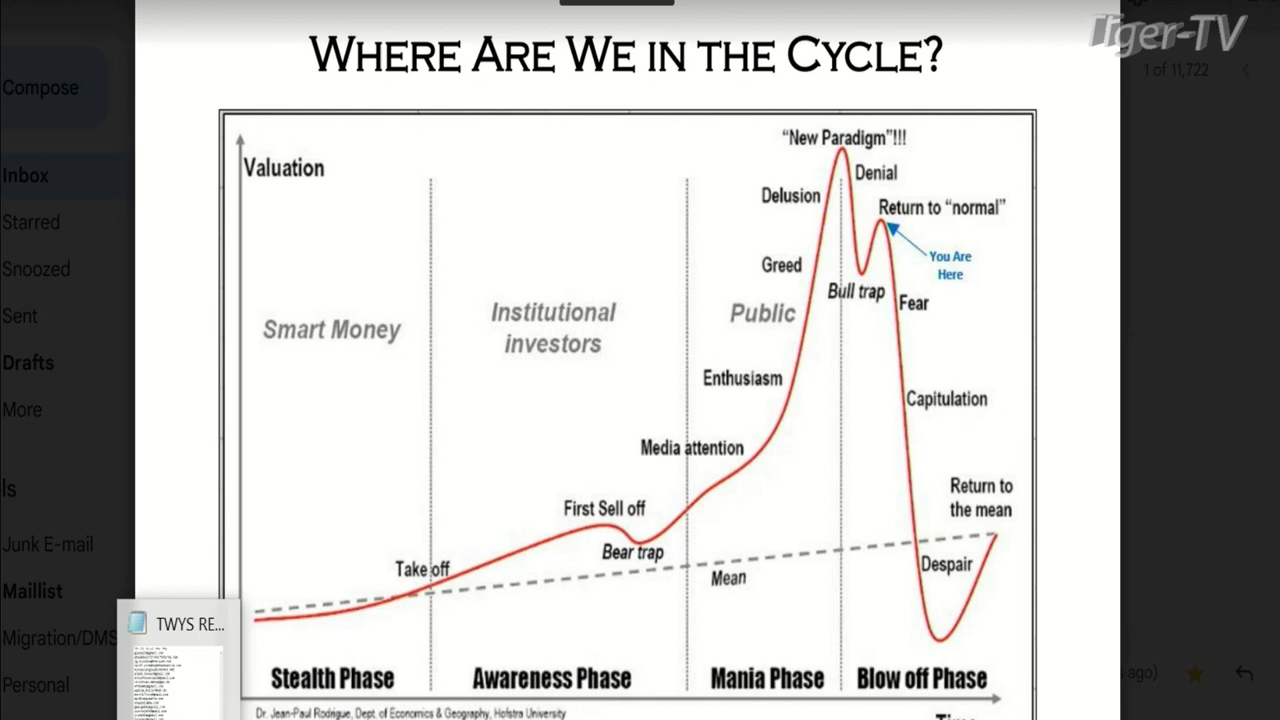 WHERE ARE WE IN THE CYCLE?
Tiger-TV
1 of 11,722
Compose
Inbox
Starred
Snoozed
Sent
Drafts
More
ls
Junk E-mail
Maillist
Migration/DMS
Personal
TWYS RE...
s ago)
Valuation
"New Paradigm"!!!
Denial
Delusion
Return to "normal"
You Are
Here
Greed
Bull trap
Fear
Smart Money
Institutional
investors
Public
Enthusiasm
Capitulation
Media attention
First Sell off
Bear trap
Return to
the mean
Take off
Mean
Despair
Stealth Phase
Awareness Phase
Mania Phase
Blow off Phase
Dr. Jean-Paul Rodrigue, Dept. of Economics & Geography, Hofstra University